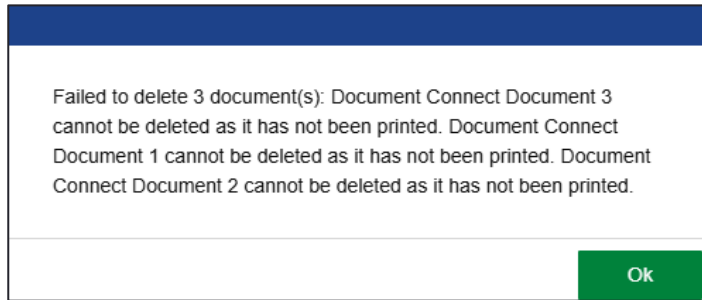 Failed to delete 3 document(s): Document Connect Document 3
cannot be deleted as it has not been printed. Document Connect
Document 1 cannot be deleted as it has not been printed. Document
Connect Document 2 cannot be deleted as it has not been printed.
Ok